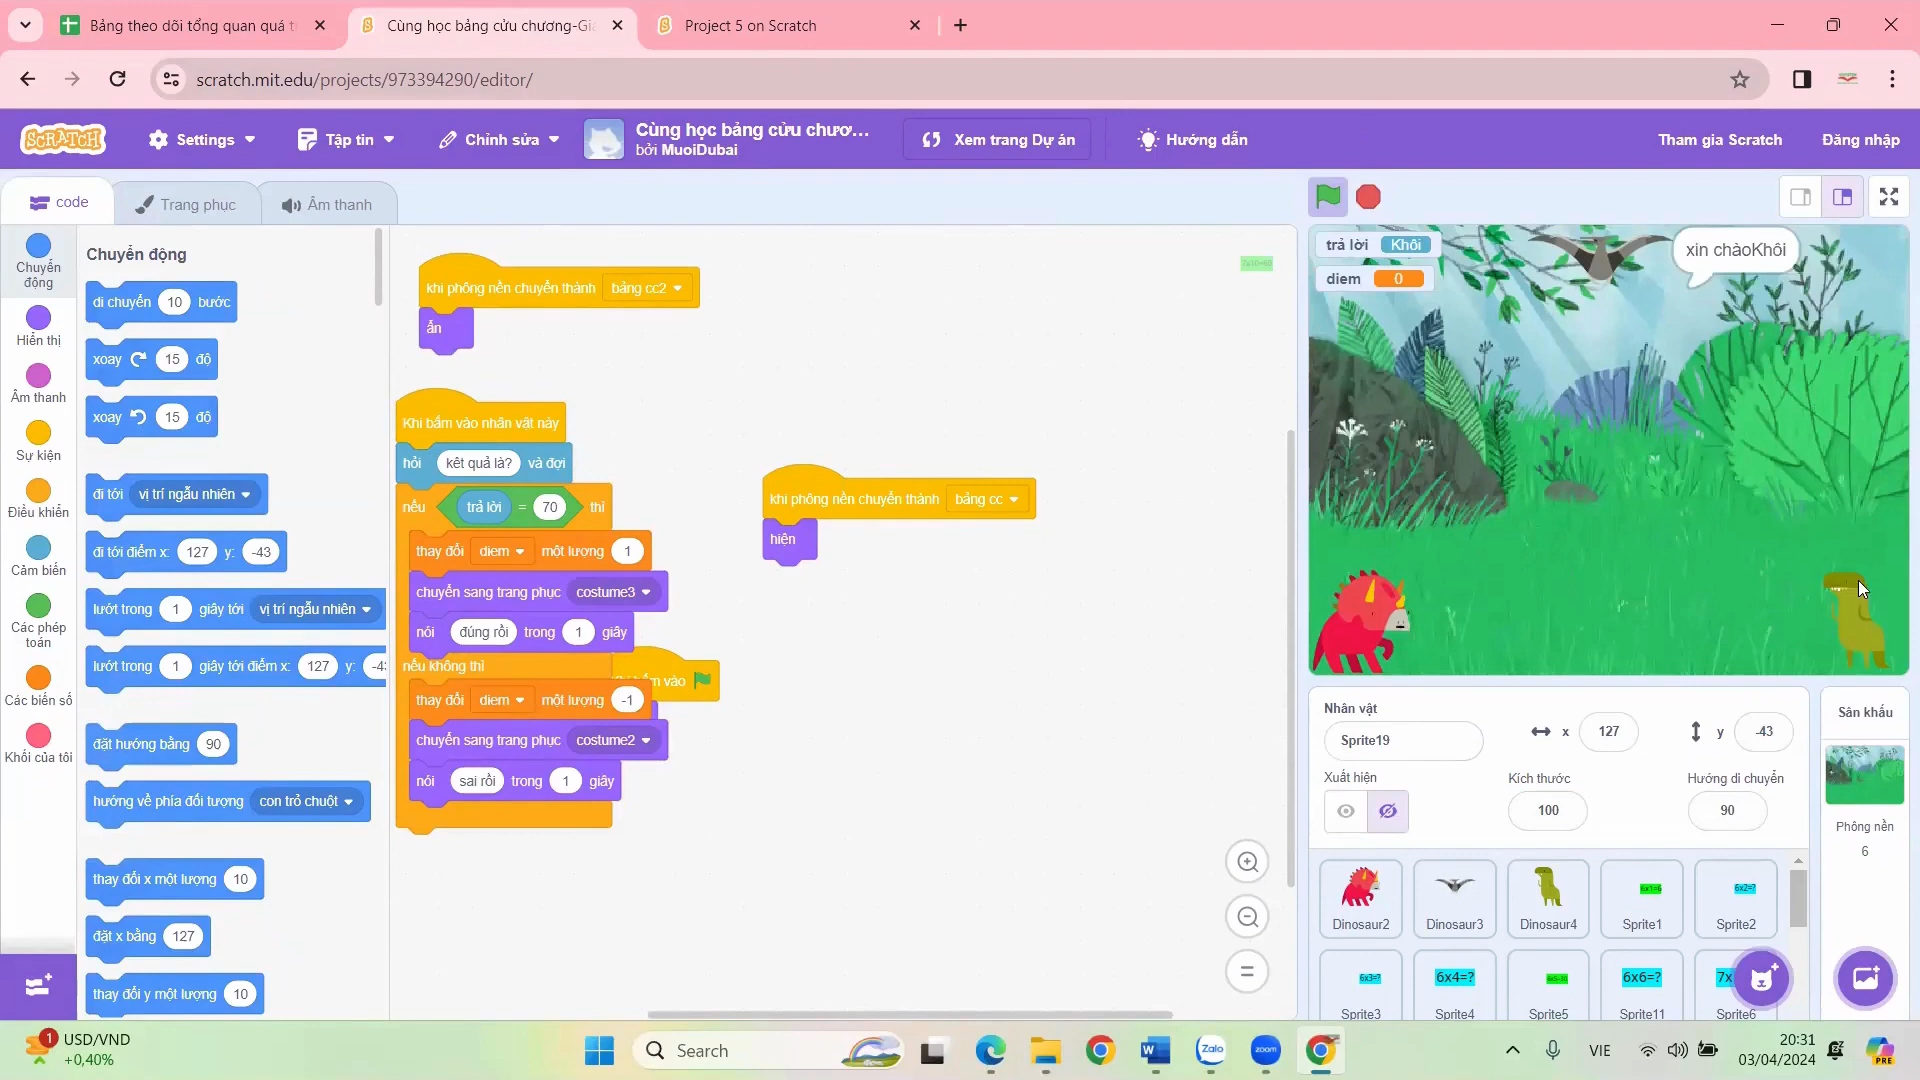 Bảng theo dõi tổng quan quá t
Cùng học bảng cửu chương-Gi
Project 5 on Scratch
scratch.mit.edu/projects/973394290/editor/
SCRATCH
Settings
Tập tin
Chỉnh sửa
Cùng học bảng cửu chươ...
bởi MuoiDubai
Xem trang Dự án
Hướng dẫn
Tham gia Scratch
Đăng nhập
code
Trang phục
Âm thanh
Chuyển động
Hiển thị
Âm thanh
Sự kiện
Điều khiển
Cảm biến
Các phép toán
Các biến số
Khối của tôi
Chuyển động
di chuyển 10 bước
xoay 15 độ
xoay 15 độ
đi tới vị trí ngẫu nhiên
đi tới điểm x: 127 y: -43
lướt trong 1 giây tới vị trí ngẫu nhiên
lướt trong 1 giây tới điểm x: 127 y: -4
đặt hướng bằng 90
hướng về phía đối tượng con trỏ chuột
thay đổi x một lượng 10
đặt x bằng 127
thay đổi y một lượng 10
khi phông nền chuyển thành bảng cc2
ẩn
Khi bấm vào nhân vật này
hỏi kêt quả là? và đợi
nếu trả lời = 70 thì
thay đổi diem một lượng 1
chuyển sang trang phục costume3
nói đúng rồi trong 1 giây
nếu không thì
thay đổi diem một lượng -1
chuyển sang trang phục costume2
nói sai rồi trong 1 giây
vào
khi phông nền chuyển thành bảng cc
hiện
trả lời Khôi
diem 0
xin chàoKhôi
Nhân vật
Sprite19
x 127
y -43
Xuất hiện
Kích thước
100
Hướng di chuyển
90
Sân khấu
Phông nền
6
Dinosaur2
Dinosaur3
Dinosaur4
6x1=6
Sprite1
6x2=?
Sprite2
6x3=?
Sprite3
6x4=?
Sprite4
Sprite5
6x6=?
Sprite11
7x
Sprite6
1
USD/VND
+0,40%
Search
Zalo
zoom
VIE
20:31
03/04/2024
PRE